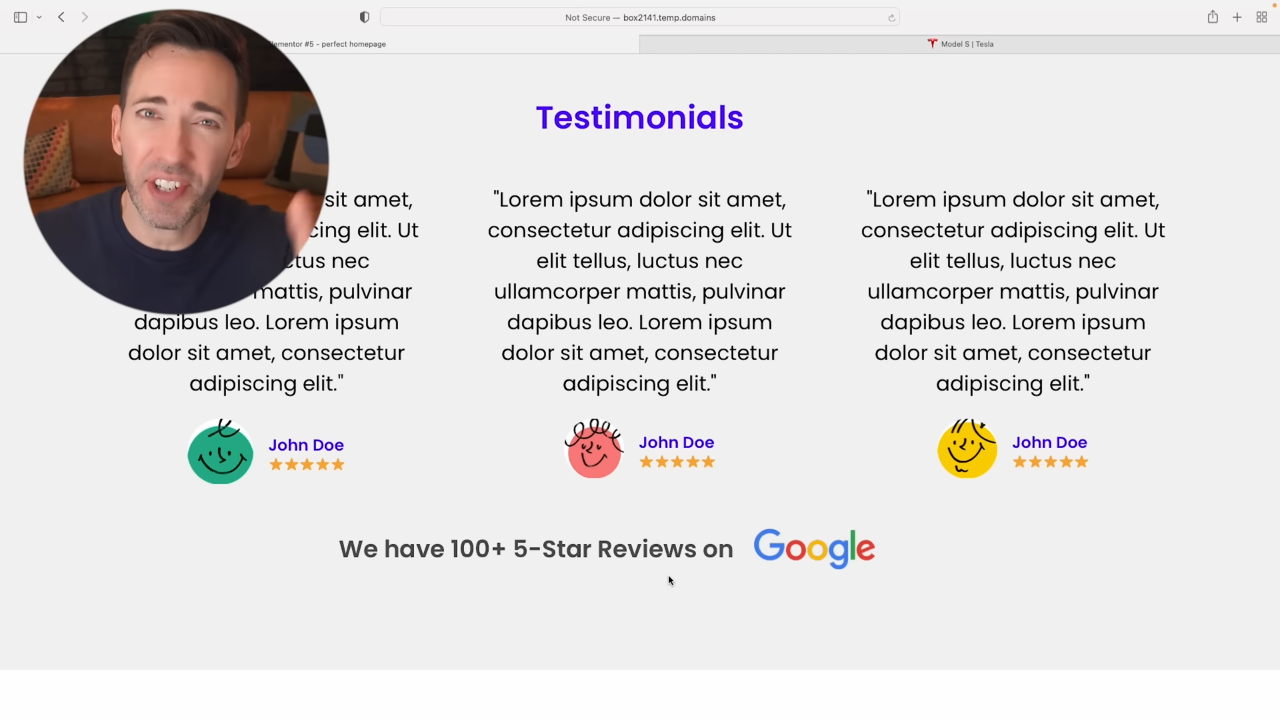 Not Secure — box2141.temp.domains
lementor #5 - perfect homepage
Model S | Tesla
Testimonials
sit amet,
cing elit. Ut
ctus nec
mattis, pulvinar
dapibus leo. Lorem ipsum
dolor sit amet, consectetur
adipiscing elit."
"Lorem ipsum dolor sit amet,
consectetur adipiscing elit. Ut
elit tellus, luctus nec
ullamcorper mattis, pulvinar
dapibus leo. Lorem ipsum
dolor sit amet, consectetur
adipiscing elit."
"Lorem ipsum dolor sit amet,
consectetur adipiscing elit. Ut
elit tellus, luctus nec
ullamcorper mattis, pulvinar
dapibus leo. Lorem ipsum
dolor sit amet, consectetur
adipiscing elit."
John Doe
John Doe
John Doe
We have 100+ 5-Star Reviews on Google